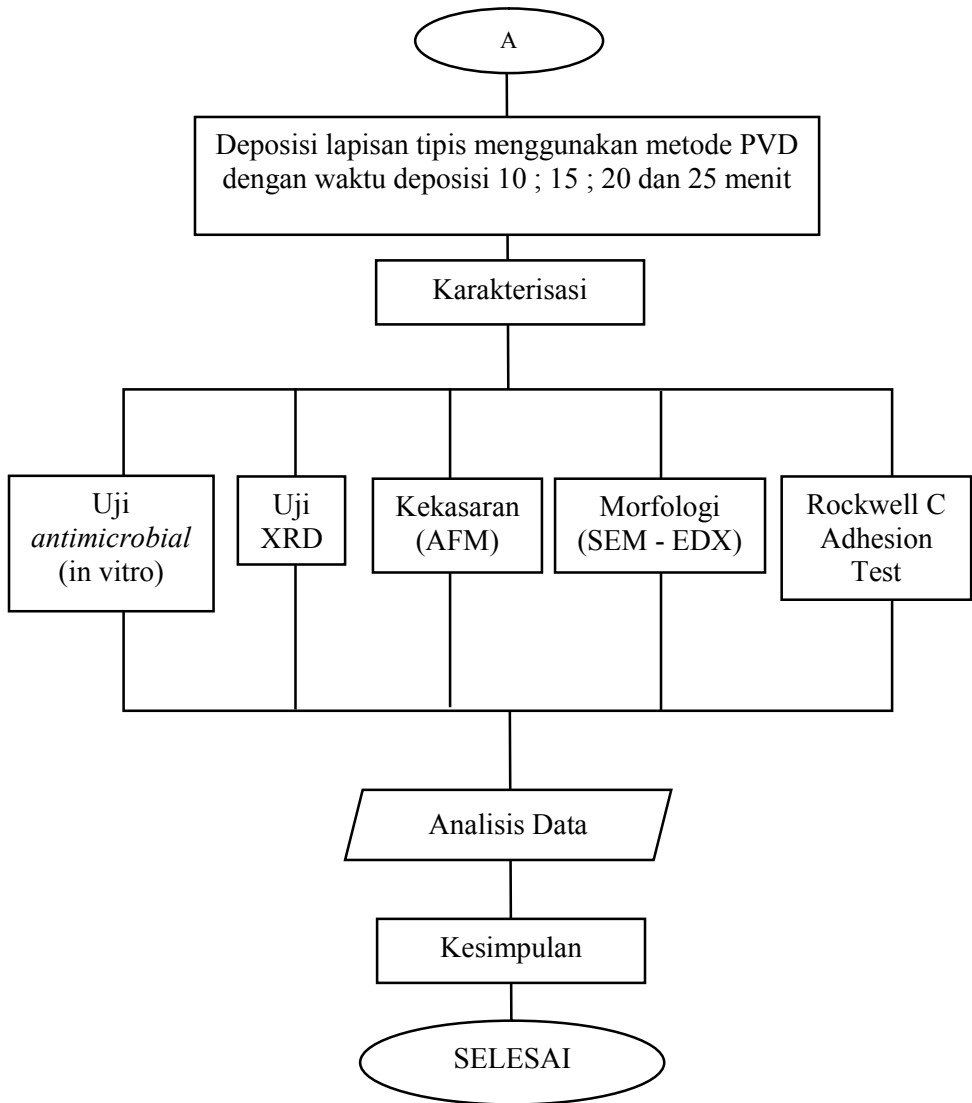 A
Deposisi lapisan tipis menggunakan metode PVD
dengan waktu deposisi 10 ; 15 ; 20 dan 25 menit
Karakterisasi
Uji
antimicrobial
(in vitro)
Uji
XRD
Kekasaran
(AFM)
Morfologi
(SEM - EDX)
Rockwell C
Adhesion
Test
Analisis Data
Kesimpulan
SELESAI